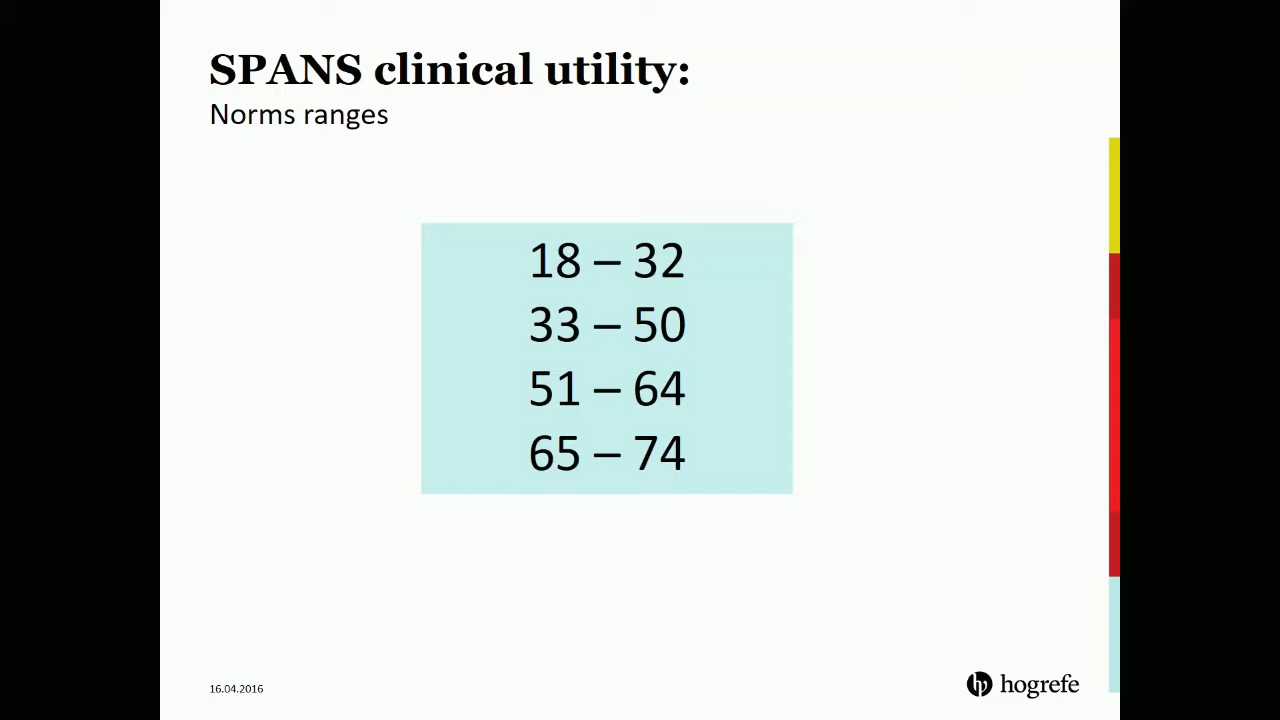 SPANS clinical utility:
Norms ranges
18 – 32
33 – 50
51 – 64
65 – 74
16.04.2016
hogrefe